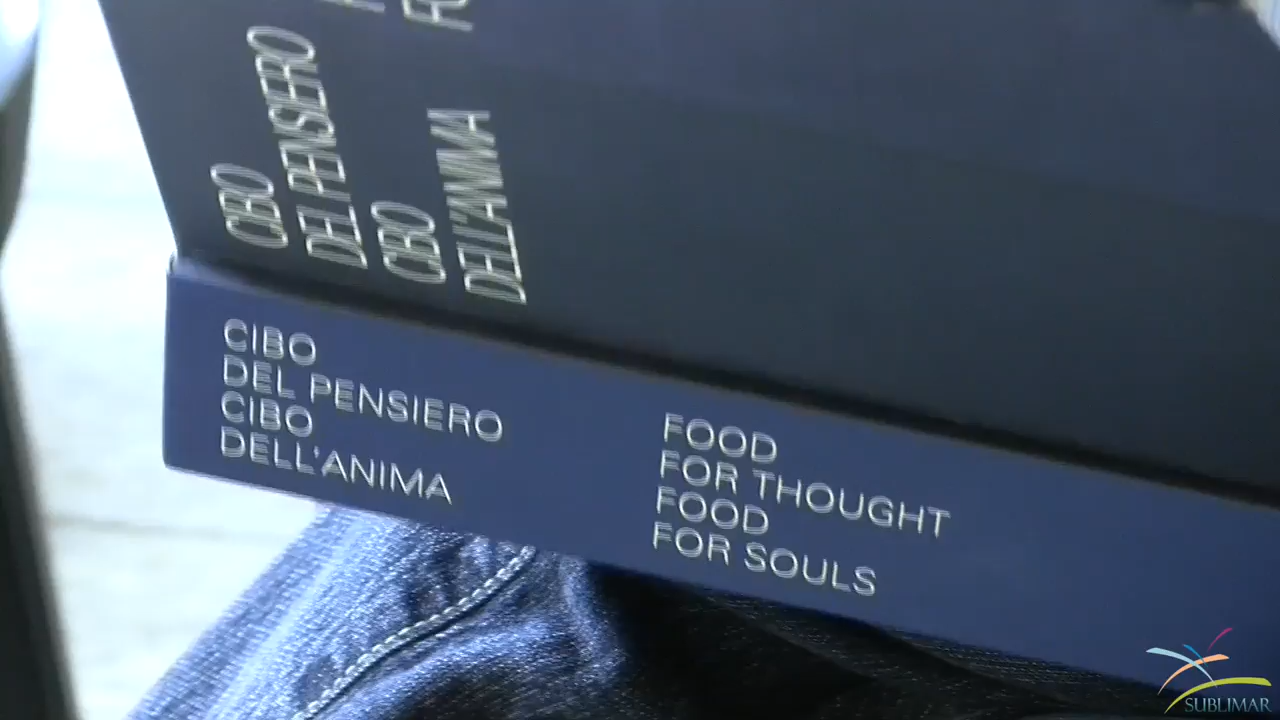 CIBO
DEL PENSIERO
CIBO
DELL'ANIMA
CIBO
DEL PENSIERO
CIBO
DELL'ANIMA
FOOD
FOR THOUGHT
FOOD
FOR SOULS
SUBLIMAR